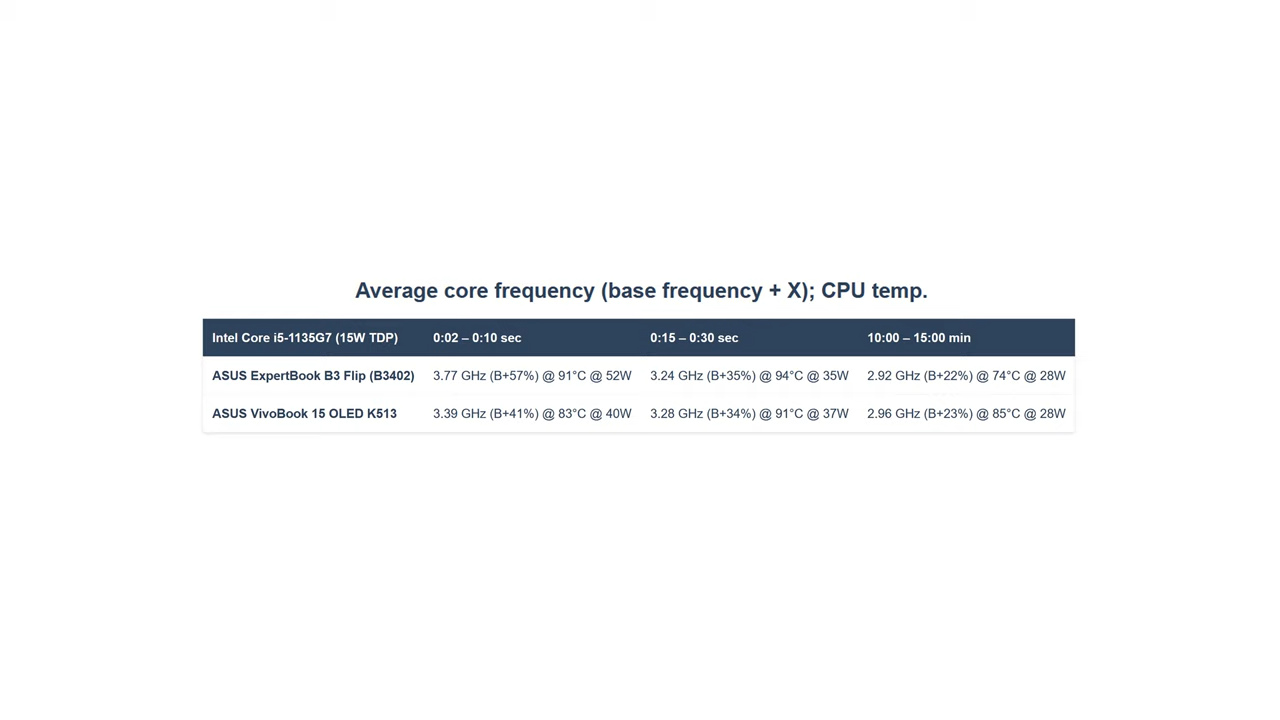 Average core frequency (base frequency + X); CPU temp.
Intel Core i5-1135G7 (15W TDP) 0:02 – 0:10 sec 0:15 – 0:30 sec 10:00 – 15:00 min
ASUS ExpertBook B3 Flip (B3402) 3.77 GHz (B+57%) @ 91°C @ 52W 3.24 GHz (B+35%) @ 94°C @ 35W 2.92 GHz (B+22%) @ 74°C @ 28W
ASUS VivoBook 15 OLED K513 3.39 GHz (B+41%) @ 83°C @ 40W 3.28 GHz (B+34%) @ 91°C @ 37W 2.96 GHz (B+23%) @ 85°C @ 28W